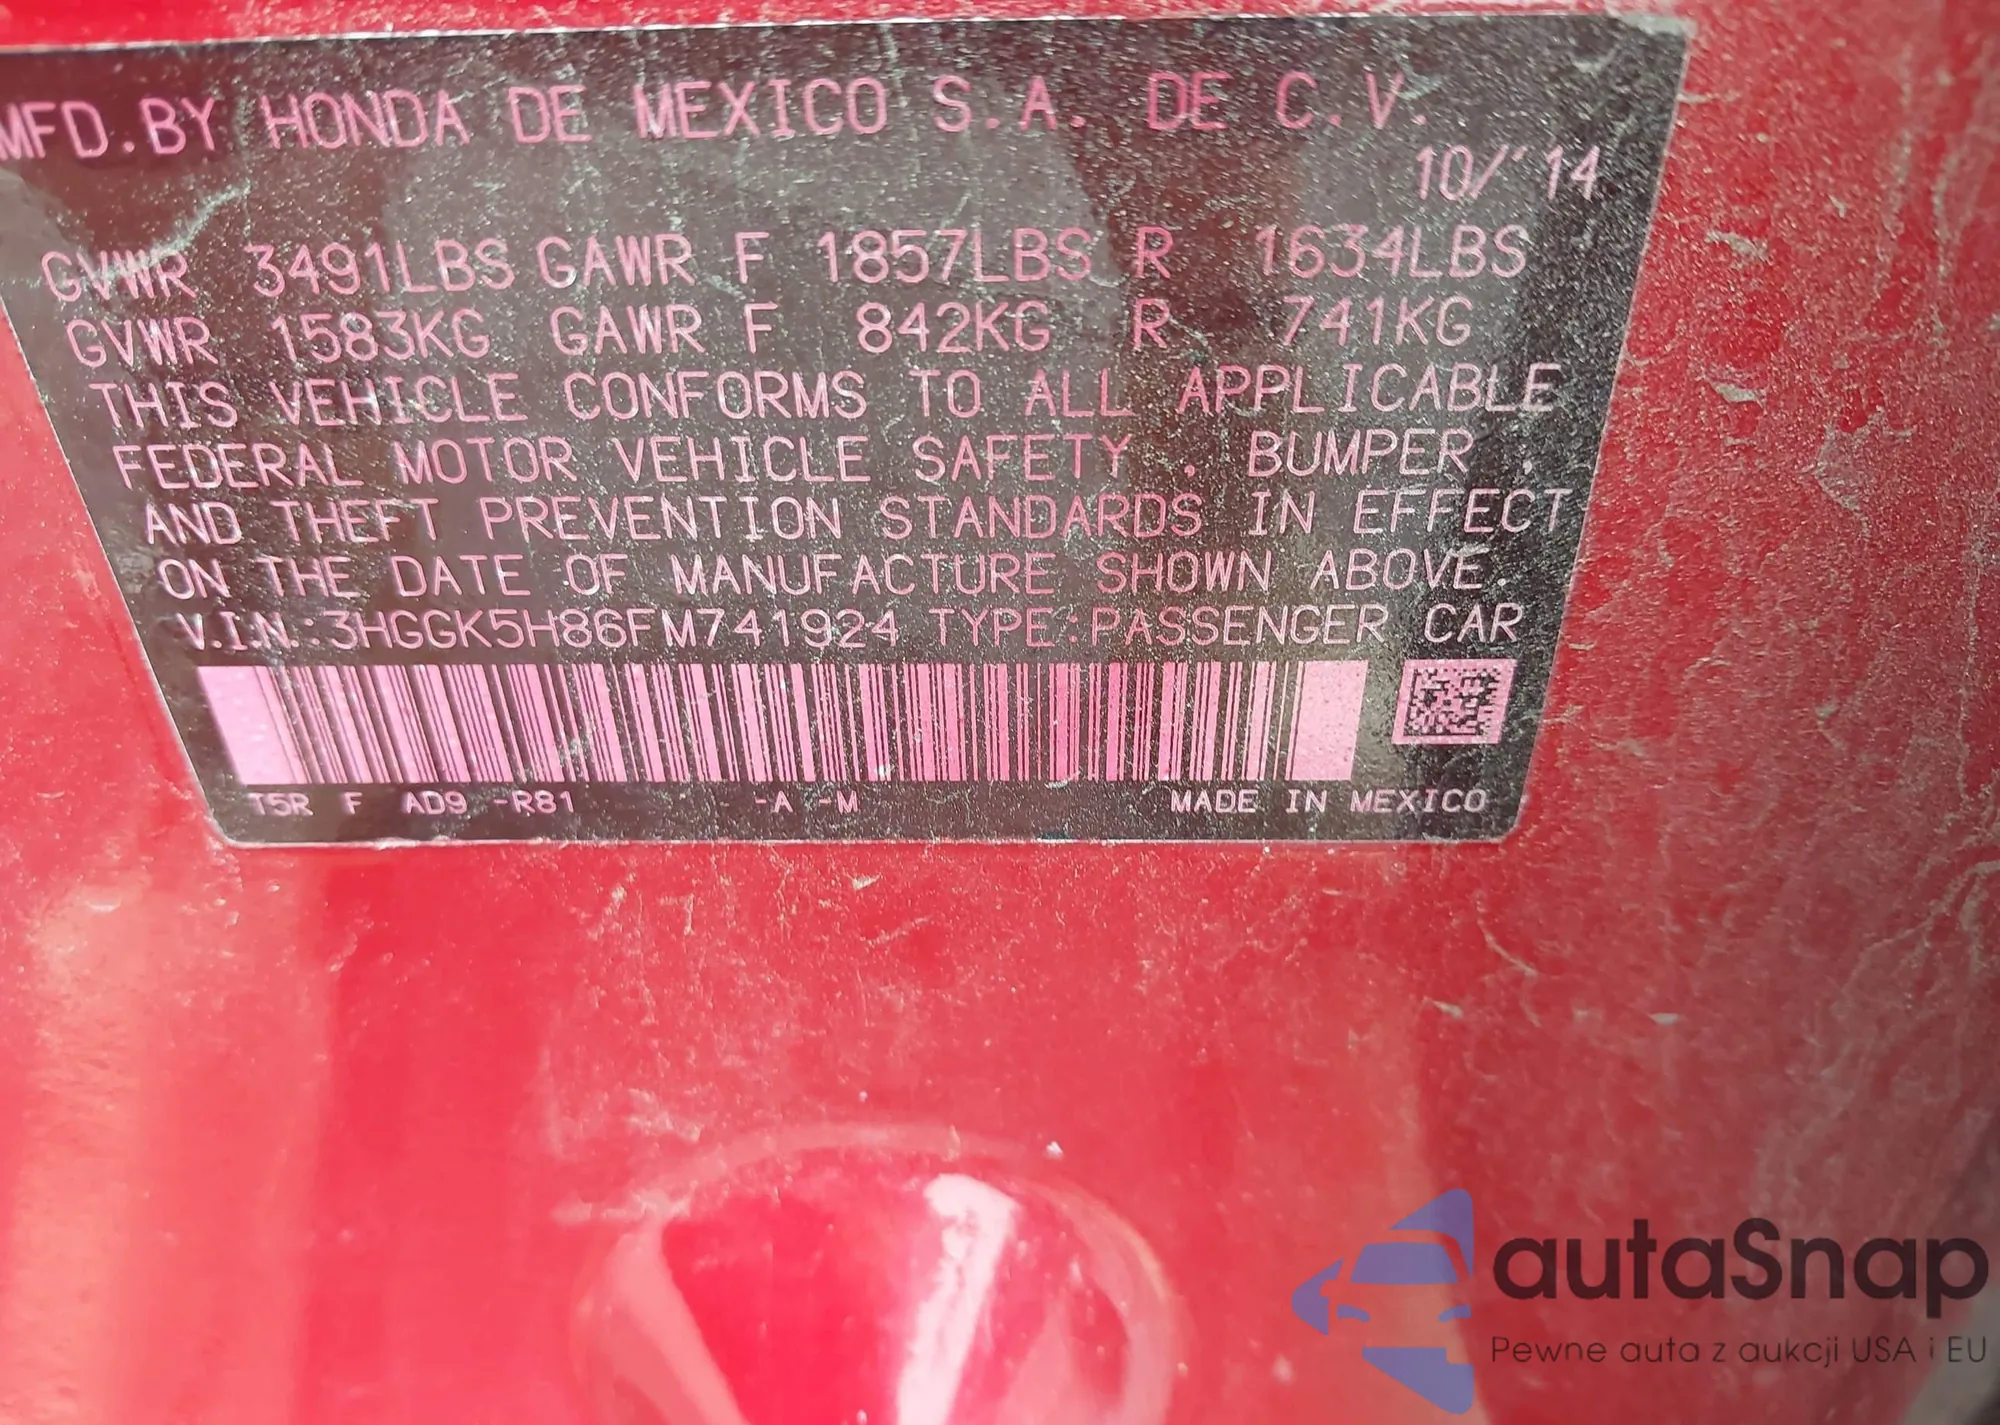 MFD.BY HONDA DE MEXICO S.A. DE C.V.
10/'14
GVWR 3491LBS GAWR F 1857LBS R 1634LBS
GVWR 1583KG GAWR F 842KG R 741KG
THIS VEHICLE CONFORMS TO ALL APPLICABLE
FEDERAL MOTOR VEHICLE SAFETY , BUMPER ,
AND THEFT PREVENTION STANDARDS IN EFFECT
ON THE DATE OF MANUFACTURE SHOWN ABOVE.
V.I.N.:3HGGK5H86FM741924 TYPE:PASSENGER CAR
T5R F AD9 -R81 -A -M MADE IN MEXICO
autaSnap
Pewne auta z aukcji USA i EU